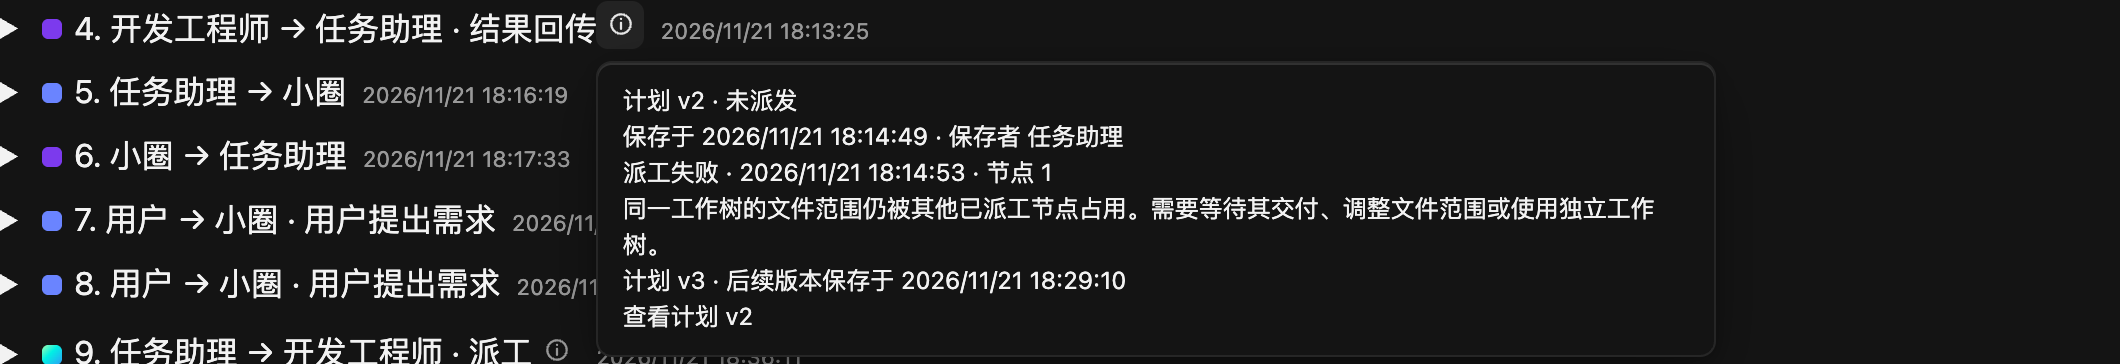 4. 开发工程师 → 任务助理 · 结果回传 2026/11/21 18:13:25
5. 任务助理 → 小圈 2026/11/21 18:16:19
6. 小圈 → 任务助理 2026/11/21 18:17:33
7. 用户 → 小圈 · 用户提出需求 2026/11/
8. 用户 → 小圈 · 用户提出需求 2026/11
9. 任务助理 → 开发工程师 · 派工
计划 v2 · 未派发
保存于 2026/11/21 18:14:49 · 保存者 任务助理
派工失败 · 2026/11/21 18:14:53 · 节点 1
同一工作树的文件范围仍被其他已派工节点占用。需要等待其交付、调整文件范围或使用独立工作
树。
计划 v3 · 后续版本保存于 2026/11/21 18:29:10
查看计划 v2